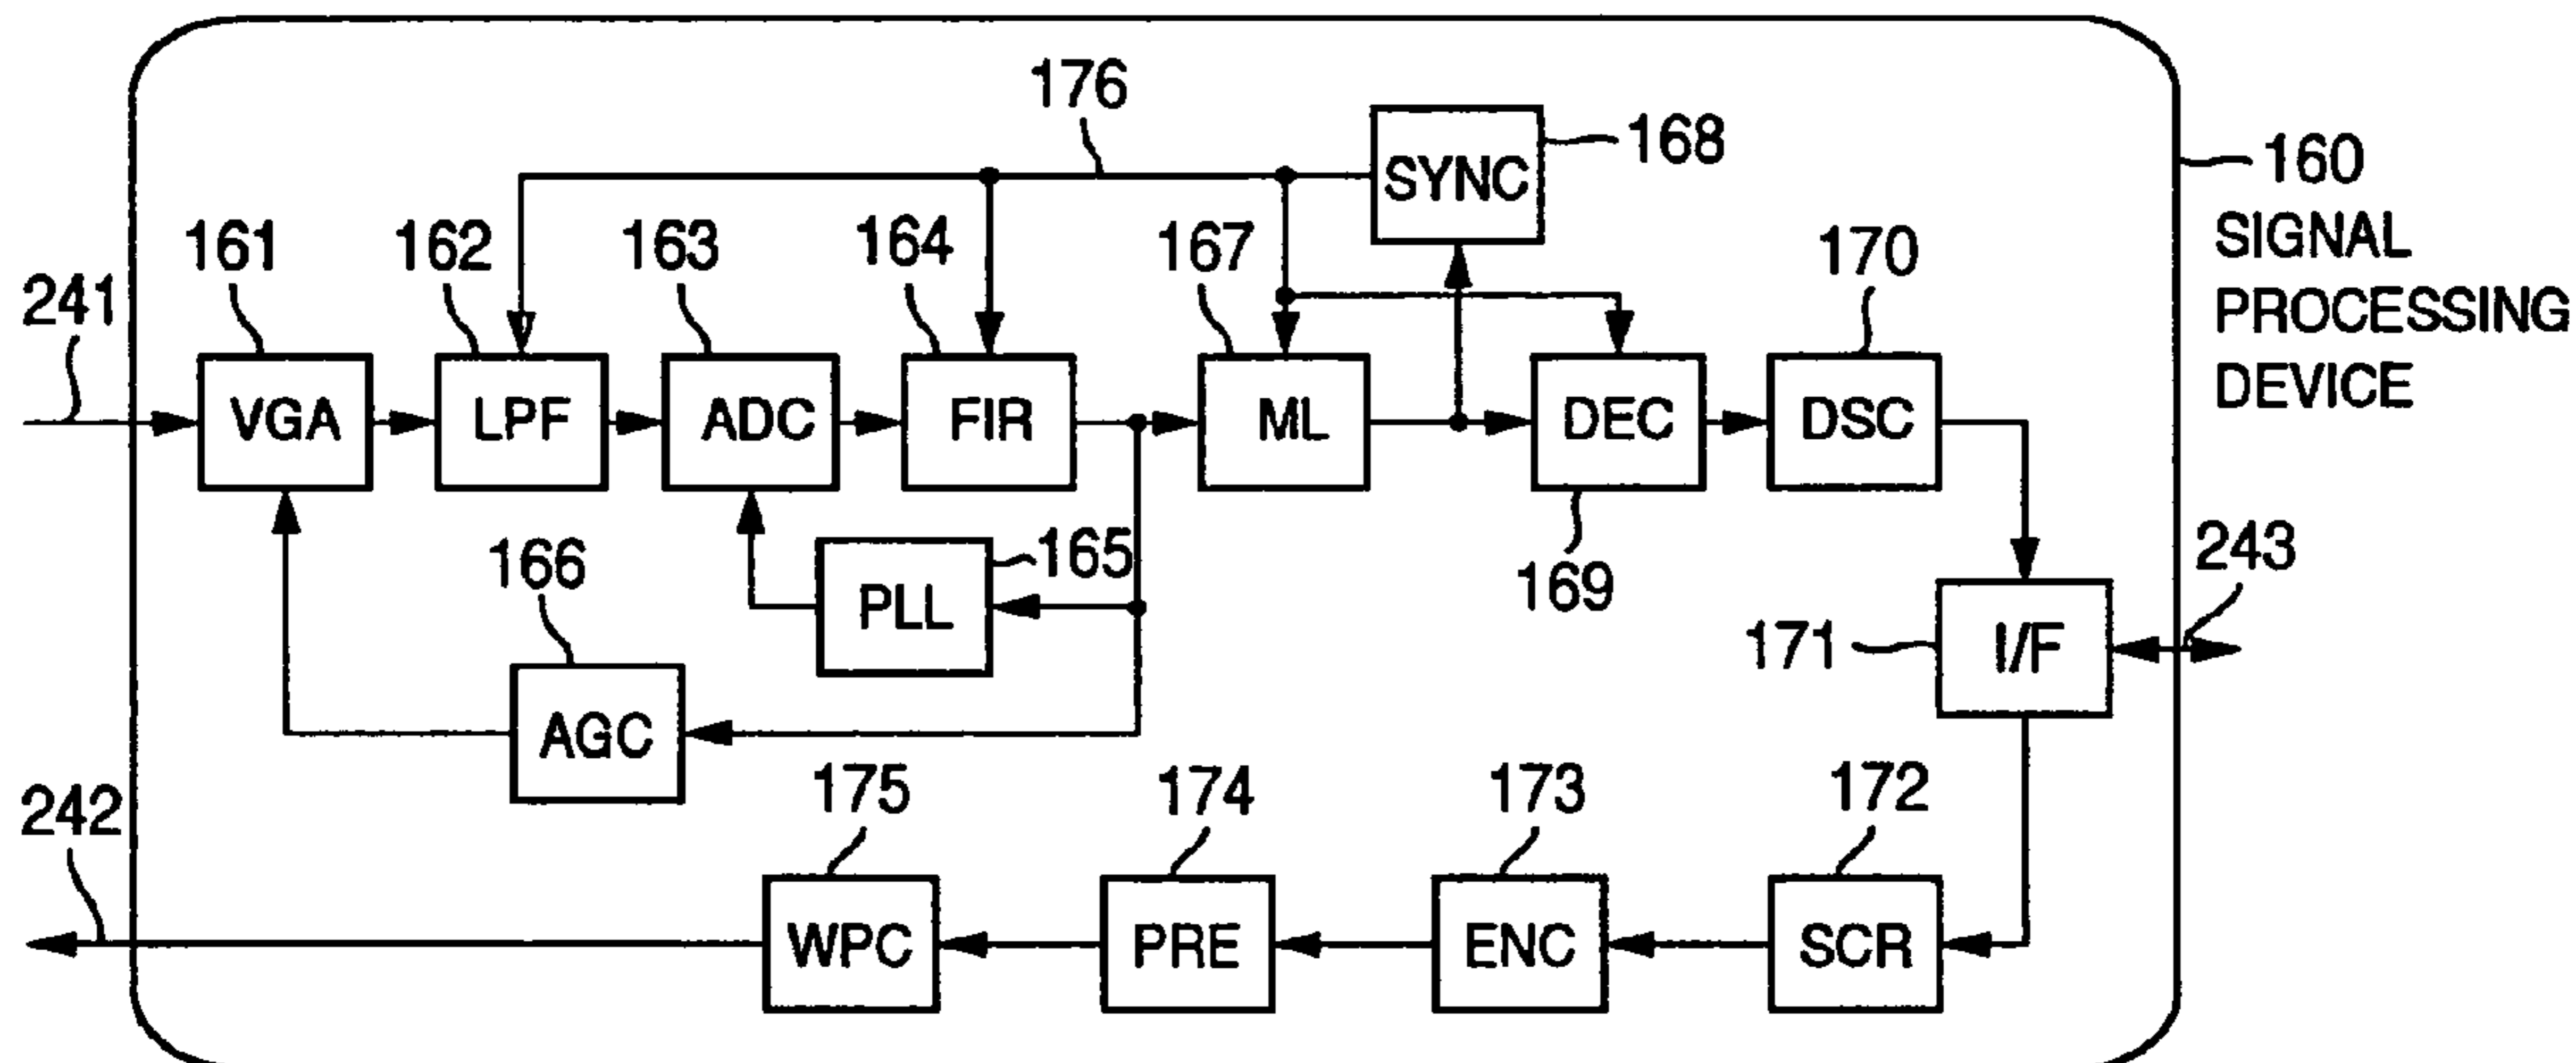 176
168
160
SIGNAL
PROCESSING
DEVICE
SYNC
161
162
163
164
167
170
241
VGA
LPF
ADC
FIR
ML
DEC
DSC
166
165
169
243
PLL
171
I/F
AGC
242
175
174
173
172
WPC
PRE
ENC
SCR